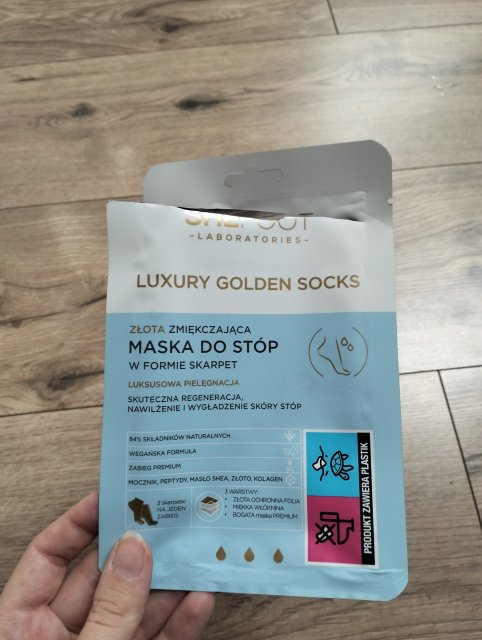 SHEFOOT
-LABORATORIES-
LUXURY GOLDEN SOCKS
ZŁOTA ZMIĘKCZAJĄCA
MASKA DO STÓP
W FORMIE SKARPET
LUKSUSOWA PIELĘGNACJA
SKUTECZNA REGENERACJA,
NAWILŻENIE I WYGŁADZENIE SKÓRY STÓP
84% SKŁADNIKÓW NATURALNYCH
WEGAŃSKA FORMUŁA
ZABIEG PREMIUM
MOCZNIK, PEPTYDY, MASŁO SHEA, ZŁOTO, KOLAGEN
2 skarpetki
NA JEDEN
ZABIEG
3 WARSTWY:
• ZŁOTA OCHRONNA FOLIA
• MIĘKKA WŁÓKNINA
• BOGATA maska PREMIUM
PRODUKT ZAWIERA PLASTIK